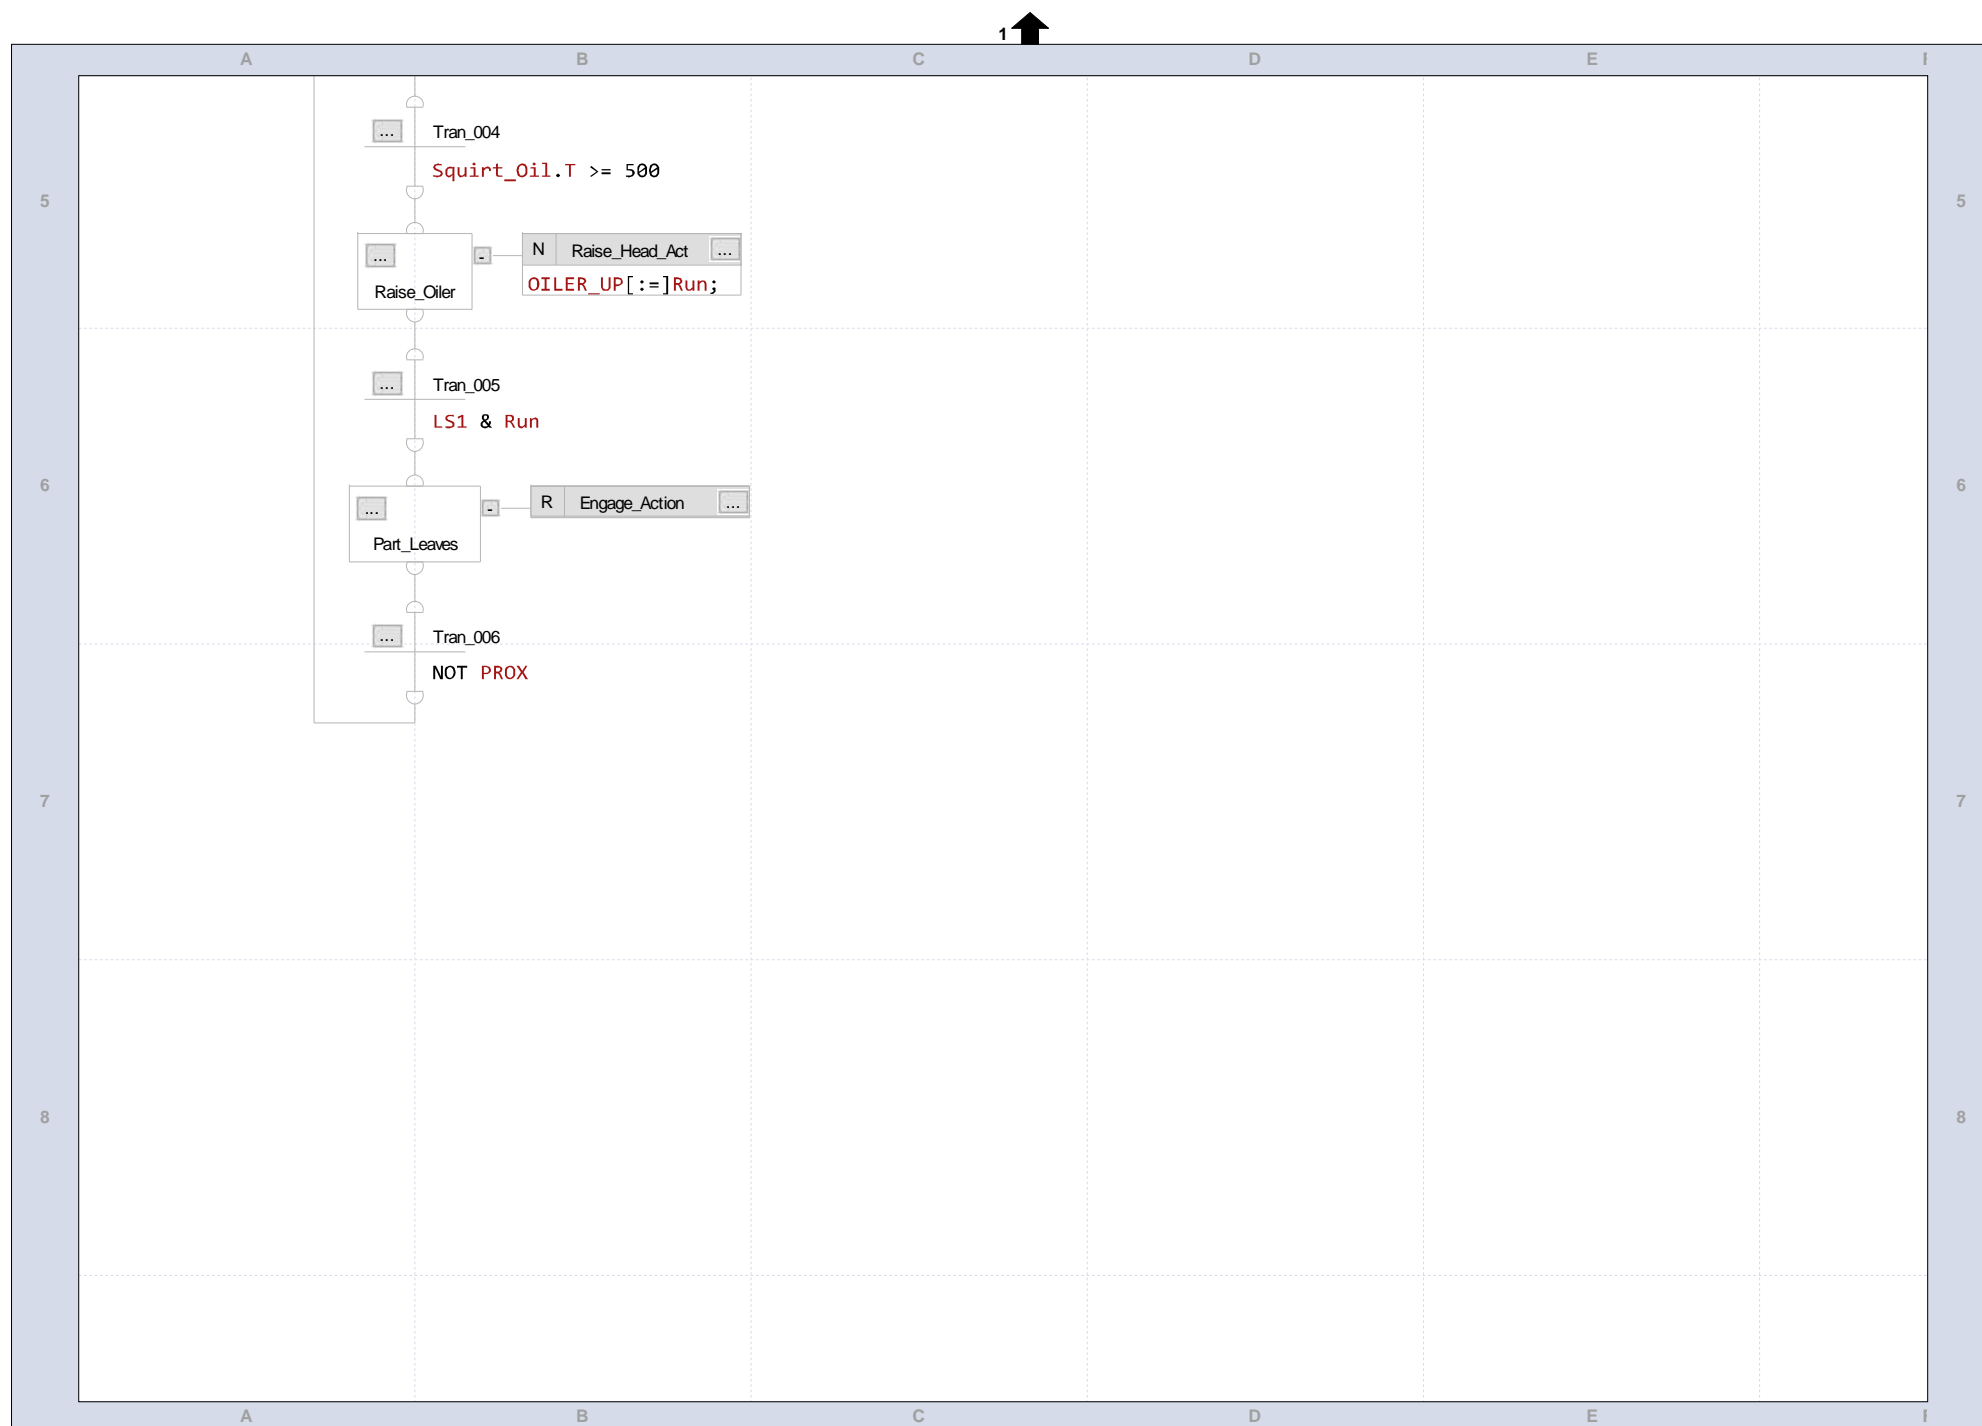 1
A B C D E
... Tran_004
Squirt_Oil.T >= 500
5 5
... - N Raise_Head_Act ...
Raise_Oiler OILER_UP[:=]Run;
... Tran_005
LS1 & Run
6 6
... - R Engage_Action ...
Part_Leaves
... Tran_006
NOT PROX
7 7
8 8
A B C D E